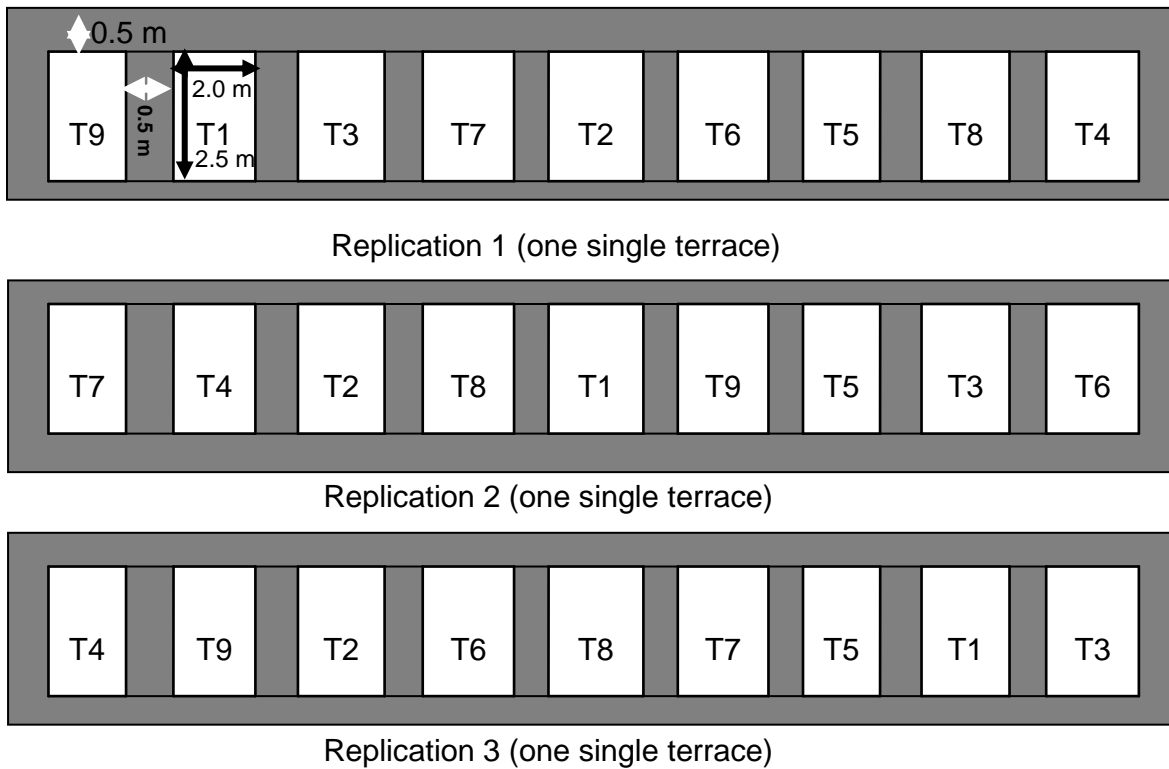 0.5 m
2.0 m
0.5 m
T9 T1 T3 T7 T2 T6 T5 T8 T4
2.5 m
Replication 1 (one single terrace)
T7 T4 T2 T8 T1 T9 T5 T3 T6
Replication 2 (one single terrace)
T4 T9 T2 T6 T8 T7 T5 T1 T3
Replication 3 (one single terrace)